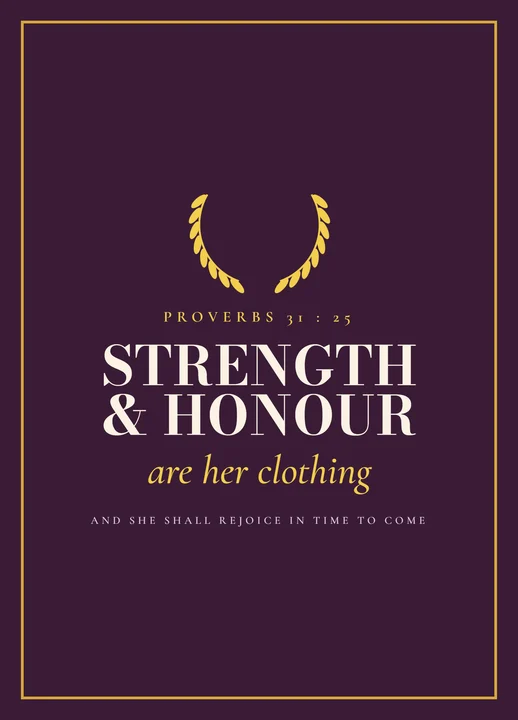 PROVERBS 31 : 25
STRENGTH
& HONOUR
are her clothing
AND SHE SHALL REJOICE IN TIME TO COME